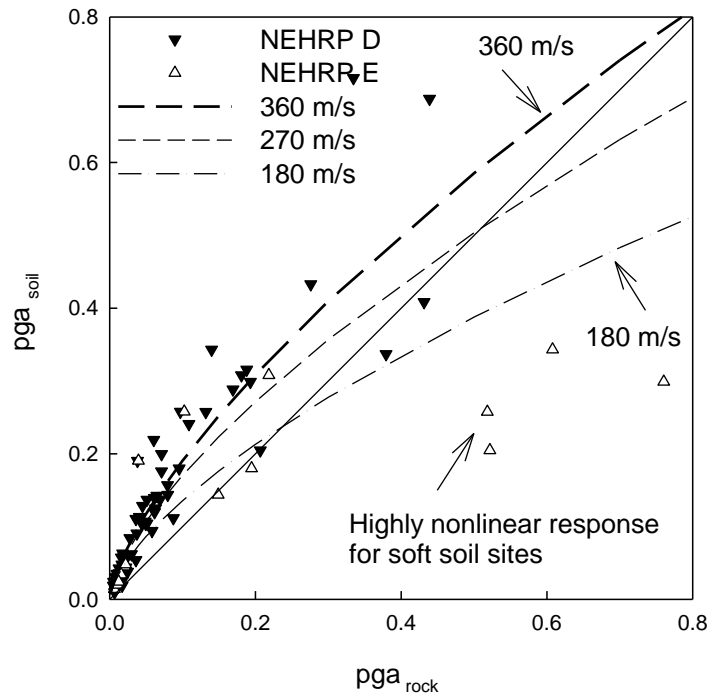 NEHRP D
NEHRP E
360 m/s
270 m/s
180 m/s
360 m/s
180 m/s
Highly nonlinear response
for soft soil sites
0.8
0.6
0.4
0.2
0.0
pga soil
0.0 0.2 0.4 0.6 0.8
pga rock